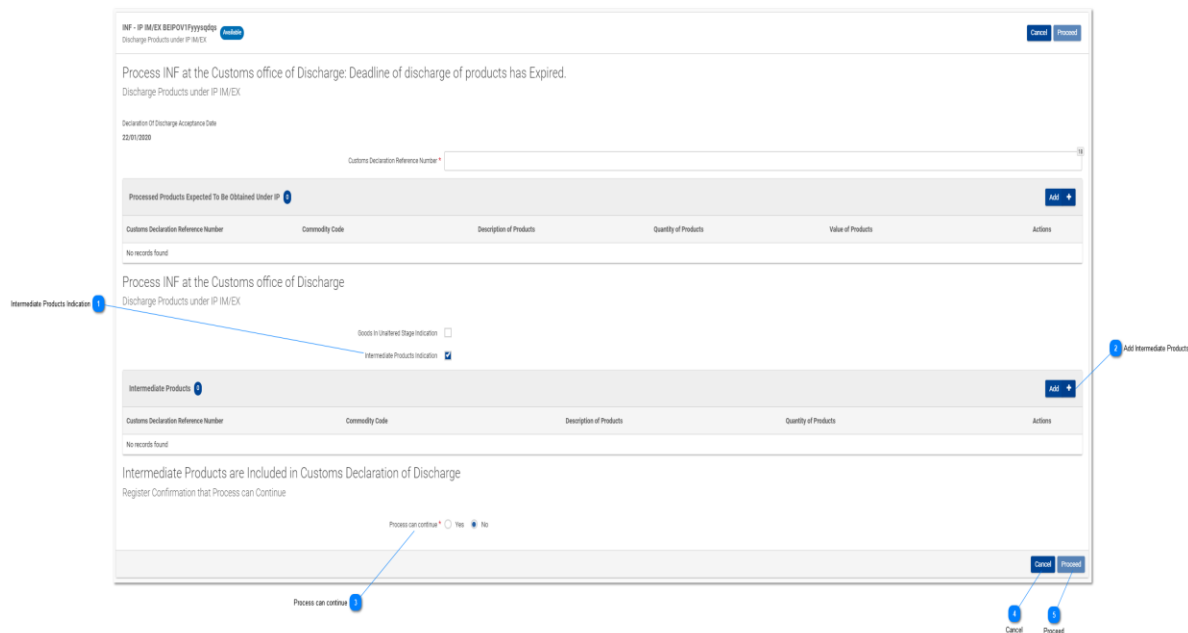 INF - IP IM/EX BEIPOV1Fyyysqdqs Available
Discharge Products under IP IM/EX
Cancel Proceed
Process INF at the Customs office of Discharge: Deadline of discharge of products has Expired.
Discharge Products under IP IM/EX
Declaration Of Discharge Acceptance Date
22/01/2020
Customs Declaration Reference Number *
18
Processed Products Expected To Be Obtained Under IP 0 Add +
Customs Declaration Reference Number Commodity Code Description of Products Quantity of Products Value of Products Actions
No records found
Process INF at the Customs office of Discharge
Discharge Products under IP IM/EX
Intermediate Products Indication 1
Goods In Unaltered Stage Indication
Intermediate Products Indication
2 Add Intermediate Products
Intermediate Products 0 Add +
Customs Declaration Reference Number Commodity Code Description of Products Quantity of Products Actions
No records found
Intermediate Products are Included in Customs Declaration of Discharge
Register Confirmation that Process can Continue
Process can continue * Yes No
Cancel Proceed
Process can continue 3
4 5
Cancel Proceed